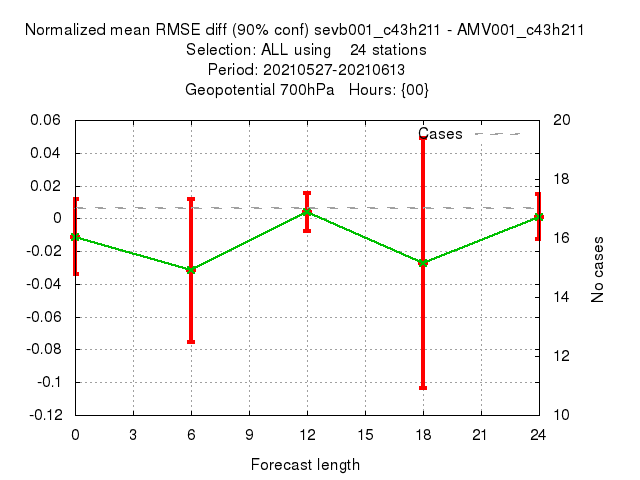 Normalized mean RMSE diff (90% conf) sevb001_c43h211 - AMV001_c43h211
Selection: ALL using    24 stations
Period: 20210527-20210613
Geopotential 700hPa   Hours: {00}
Cases
0.06
0.04
0.02
0
-0.02
-0.04
-0.06
-0.08
-0.1
-0.12
20
18
16
14
12
10
No cases
0 3 6 9 12 15 18 21 24
Forecast length